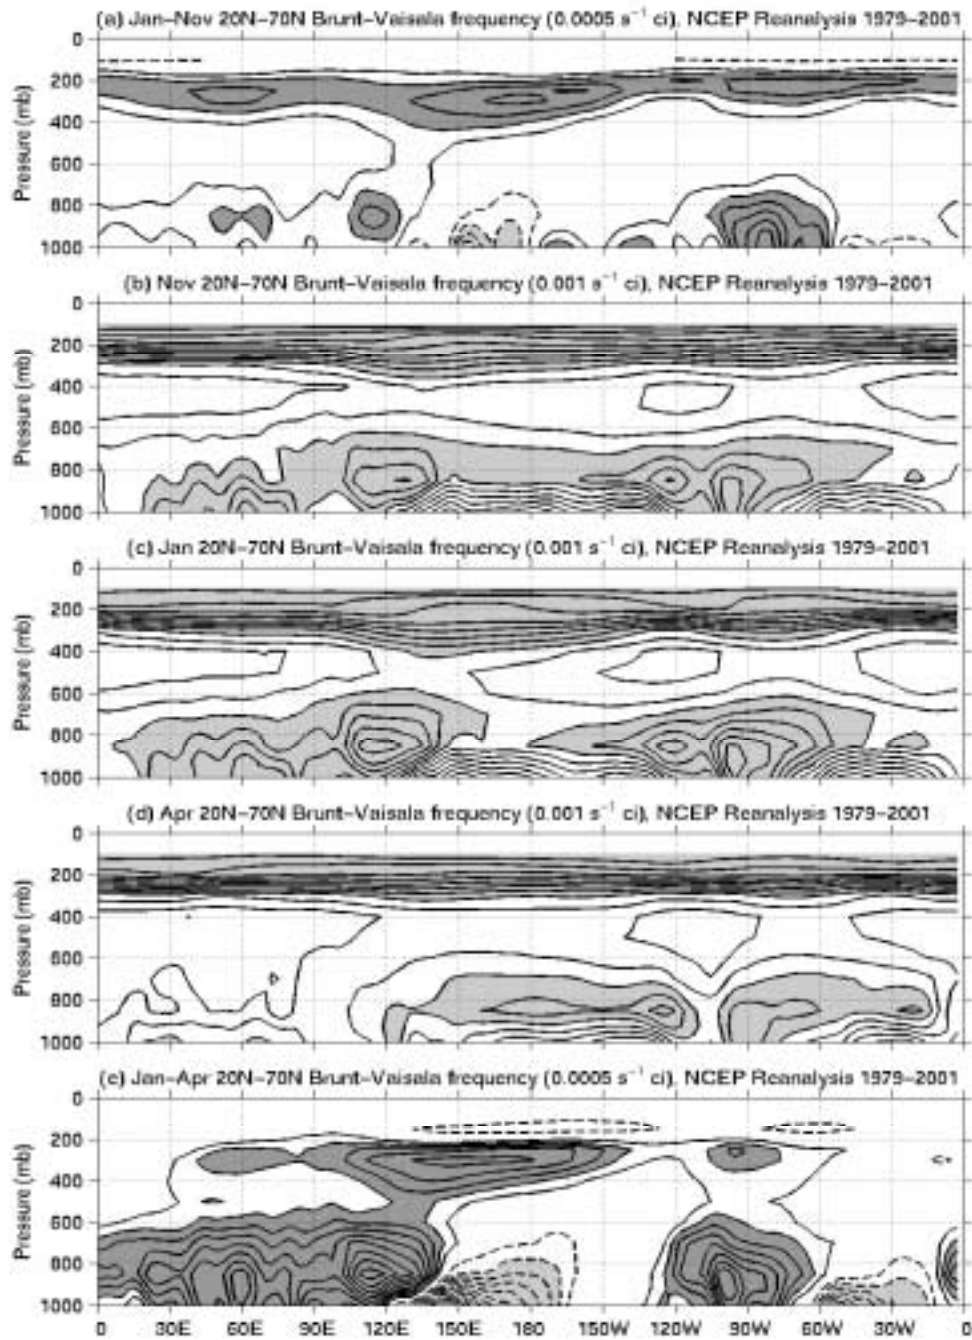 (a) Jan-Nov 20N-70N Brunt-Vaisala frequency (0.0005 s⁻¹ ci), NCEP Reanalysis 1979-2001
Pressure (mb)
0
200
400
600
800
1000
(b) Nov 20N-70N Brunt-Vaisala frequency (0.001 s⁻¹ ci), NCEP Reanalysis 1979-2001
Pressure (mb)
0
200
400
600
800
1000
(c) Jan 20N-70N Brunt-Vaisala frequency (0.001 s⁻¹ ci), NCEP Reanalysis 1979-2001
Pressure (mb)
0
200
400
600
800
1000
(d) Apr 20N-70N Brunt-Vaisala frequency (0.001 s⁻¹ ci), NCEP Reanalysis 1979-2001
Pressure (mb)
0
200
400
600
800
1000
(e) Jan-Apr 20N-70N Brunt-Vaisala frequency (0.0005 s⁻¹ ci), NCEP Reanalysis 1979-2001
Pressure (mb)
0
200
400
600
800
1000
0 30E 60E 90E 120E 150E 180 150W 120W 90W 60W 30W 0